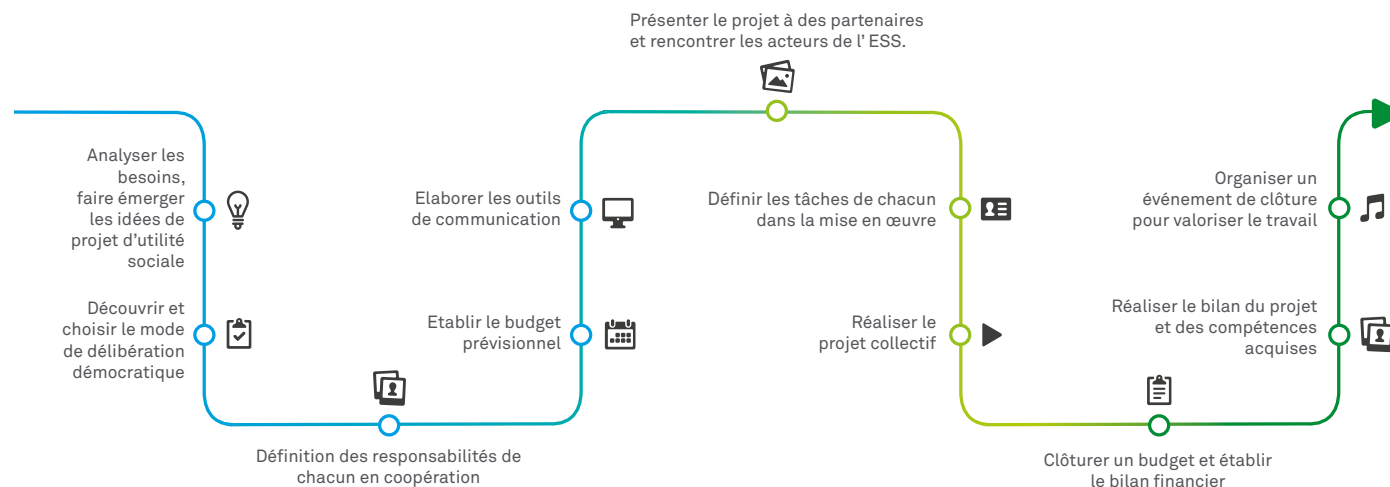 Analyser les
besoins,
faire émerger
les idées de
projet d'utilité
sociale
Découvrir et
choisir le mode
de délibération
démocratique
Définition des responsabilités de
chacun en coopération
Etablir le budget
prévisionnel
Elaborer les outils
de communication
Présenter le projet à des partenaires
et rencontrer les acteurs de l' ESS.
Définir les tâches de chacun
dans la mise en œuvre
Réaliser le
projet collectif
Clôturer un budget et établir
le bilan financier
Réaliser le bilan du projet
et des compétences
acquises
Organiser un
événement de clôture
pour valoriser le travail